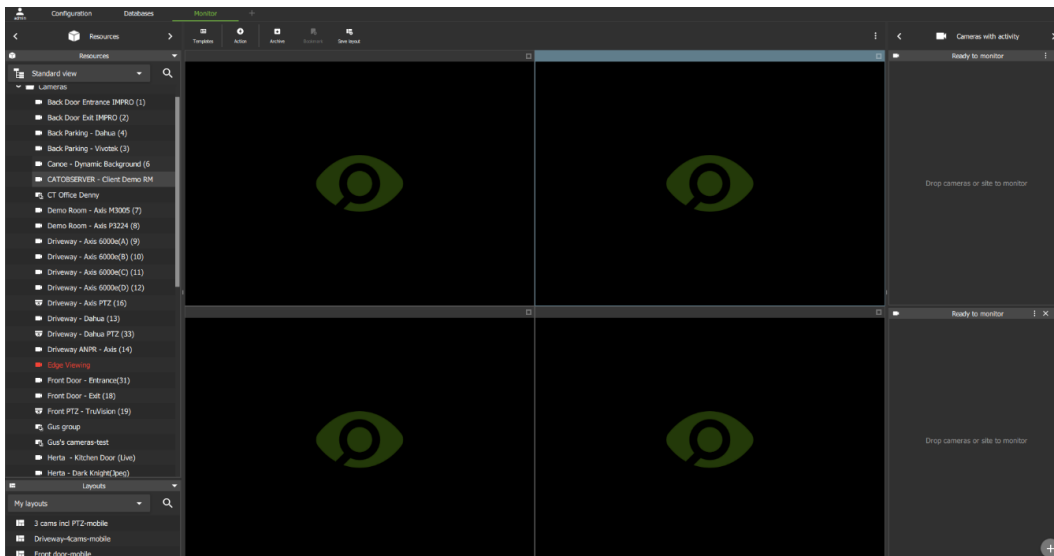 Configuration Databases Monitor +
ADMIN
Resources
Templates Active Archive Bookmark Save layout
Cameras with activity
Resources
Ready to monitor
Standard view
Cameras
Back Door Entrance IMPRO (1)
Back Door Exit IMPRO (2)
Back Parking - Dahua (4)
Back Parking - Vivotek (3)
Canoe - Dynamic Background (6
CATOBSERVER - Client Demo RM
Drop cameras or site to monitor
CT Office Denny
Demo Room - Axis M3005 (7)
Demo Room - Axis P3224 (8)
Driveway - Axis 6000e(A) (9)
Driveway - Axis 6000e(B) (10)
Driveway - Axis 6000e(C) (11)
Driveway - Axis 6000e(D) (12)
Driveway - Axis PTZ (16)
Driveway - Dahua (13)
Ready to monitor
Driveway - Dahua PTZ (33)
Driveway ANPR - Axis (14)
Edge Viewing
Front Door - Entrance(31)
Front Door - Exit (18)
Front PTZ - TruVision (19)
Gus group
Gus's cameras-test
Drop cameras or site to monitor
Herta - Kitchen Door (Live)
Herta - Dark Knight(Jpeg)
Layouts
My layouts
3 cams incl PTZ-mobile
Driveway-4cams-mobile
Front door-mobile